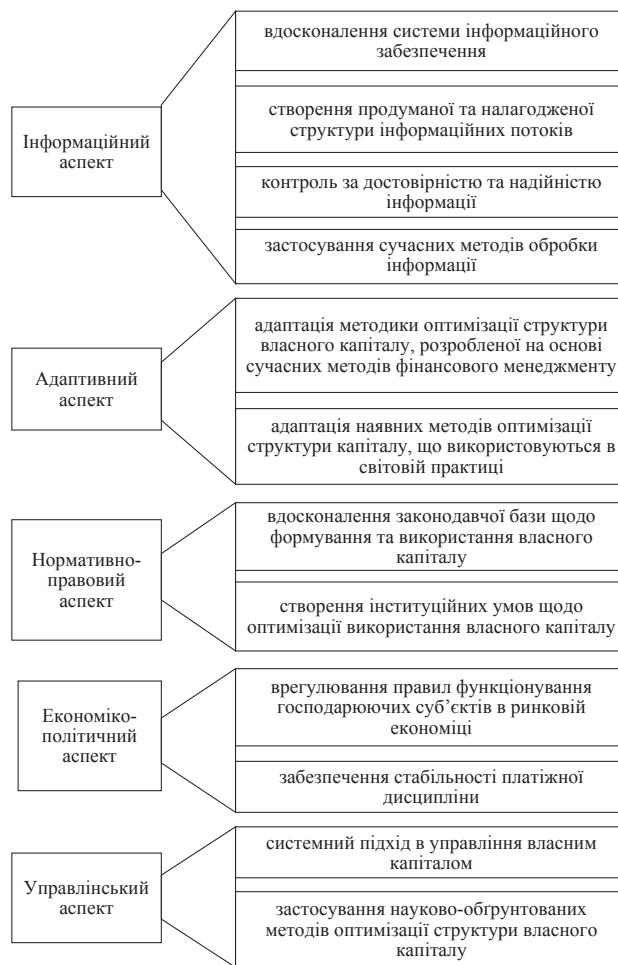 Інформаційний
аспект
вдосконалення системи інформаційного
забезпечення
створення продуманої та налагодженої
структури інформаційних потоків
контроль за достовірністю та надійністю
інформації
застосування сучасних методів обробки
інформації
Адаптивний
аспект
адаптація методики оптимізації структури
власного капіталу, розробленої на основі
сучасних методів фінансового менеджменту
адаптація наявних методів оптимізації
структури капіталу, що використовуються в
світовій практиці
Нормативно-
правовий
аспект
вдосконалення законодавчої бази щодо
формування та використання власного
капіталу
створення інституційних умов щодо
оптимізації використання власного капіталу
Економіко-
політичний
аспект
врегулювання правил функціонування
господарюючих суб’єктів в ринковій
економіці
забезпечення стабільності платіжної
дисципліни
Управлінський
аспект
системний підхід в управління власним
капіталом
застосування науково-обґрунтованих
методів оптимізації структури власного
капіталу